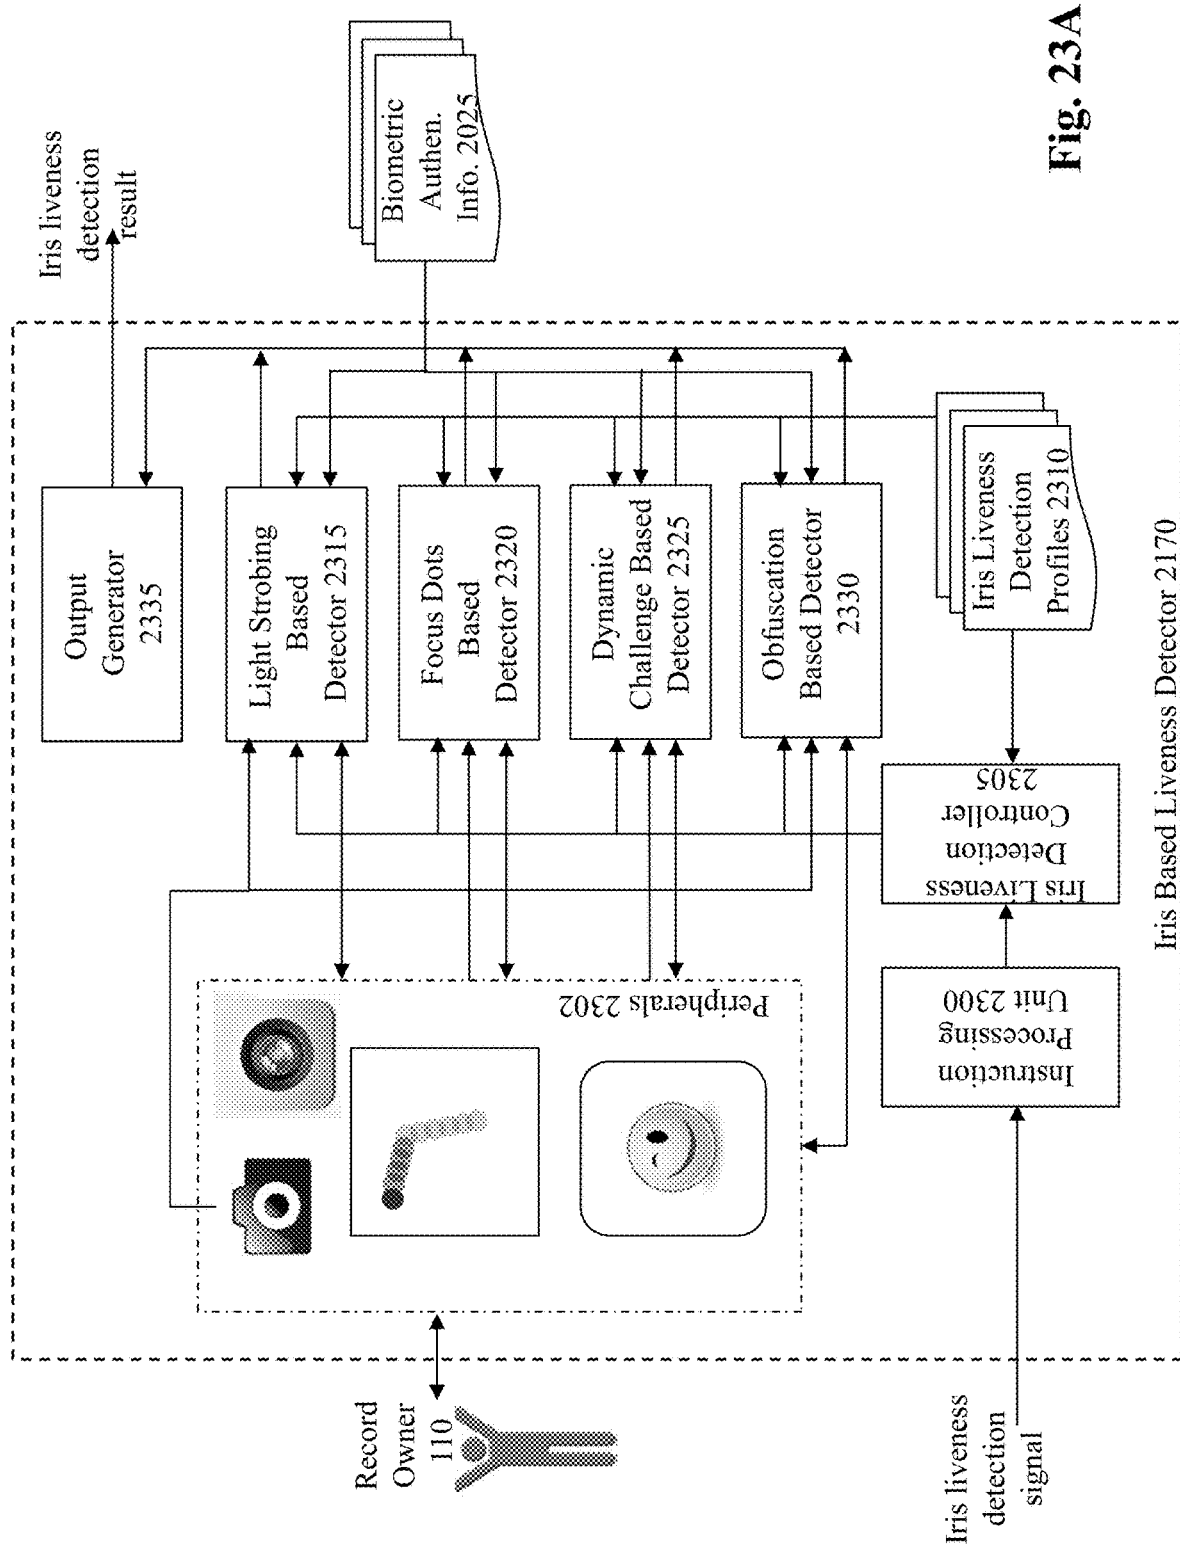 Iris liveness
detection
result
Biometric
Authen.
Info. 2025
Output
Generator
2335
Light Strobing
Based
Detector 2315
Focus Dots
Based
Detector 2320
Dynamic
Challenge Based
Detector 2325
Obfuscation
Based Detector
2330
Iris Liveness
Detection
Profiles 2310
Iris Liveness
Detection
Controller
2305
Instruction
Processing
Unit 2300
Peripherals 2302
Record
Owner
110
Iris liveness
detection
signal
Iris Based Liveness Detector 2170
Fig. 23A